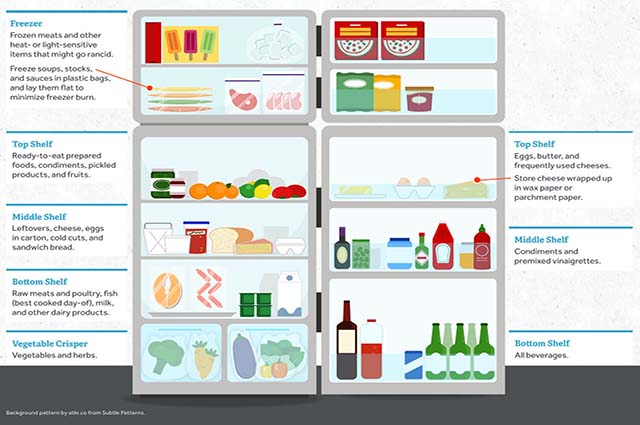 Freezer
Frozen meats and other
heat- or light-sensitive
items that might go rancid.
Freeze soups, stocks,
and sauces in plastic bags,
and lay them flat to
minimize freezer burn.
Top Shelf
Ready-to-eat prepared
foods, condiments, pickled
products, and fruits.
Middle Shelf
Leftovers, cheese, eggs
in carton, cold cuts, and
sandwich bread.
Bottom Shelf
Raw meats and poultry, fish
(best cooked day-of), milk,
and other dairy products.
Vegetable Crisper
Vegetables and herbs.
Top Shelf
Eggs, butter, and
frequently used cheeses.
Store cheese wrapped up
in wax paper or
parchment paper.
Middle Shelf
Condiments and
premixed vinaigrettes.
Bottom Shelf
All beverages.
Background pattern by atle.co from Subtle Patterns.